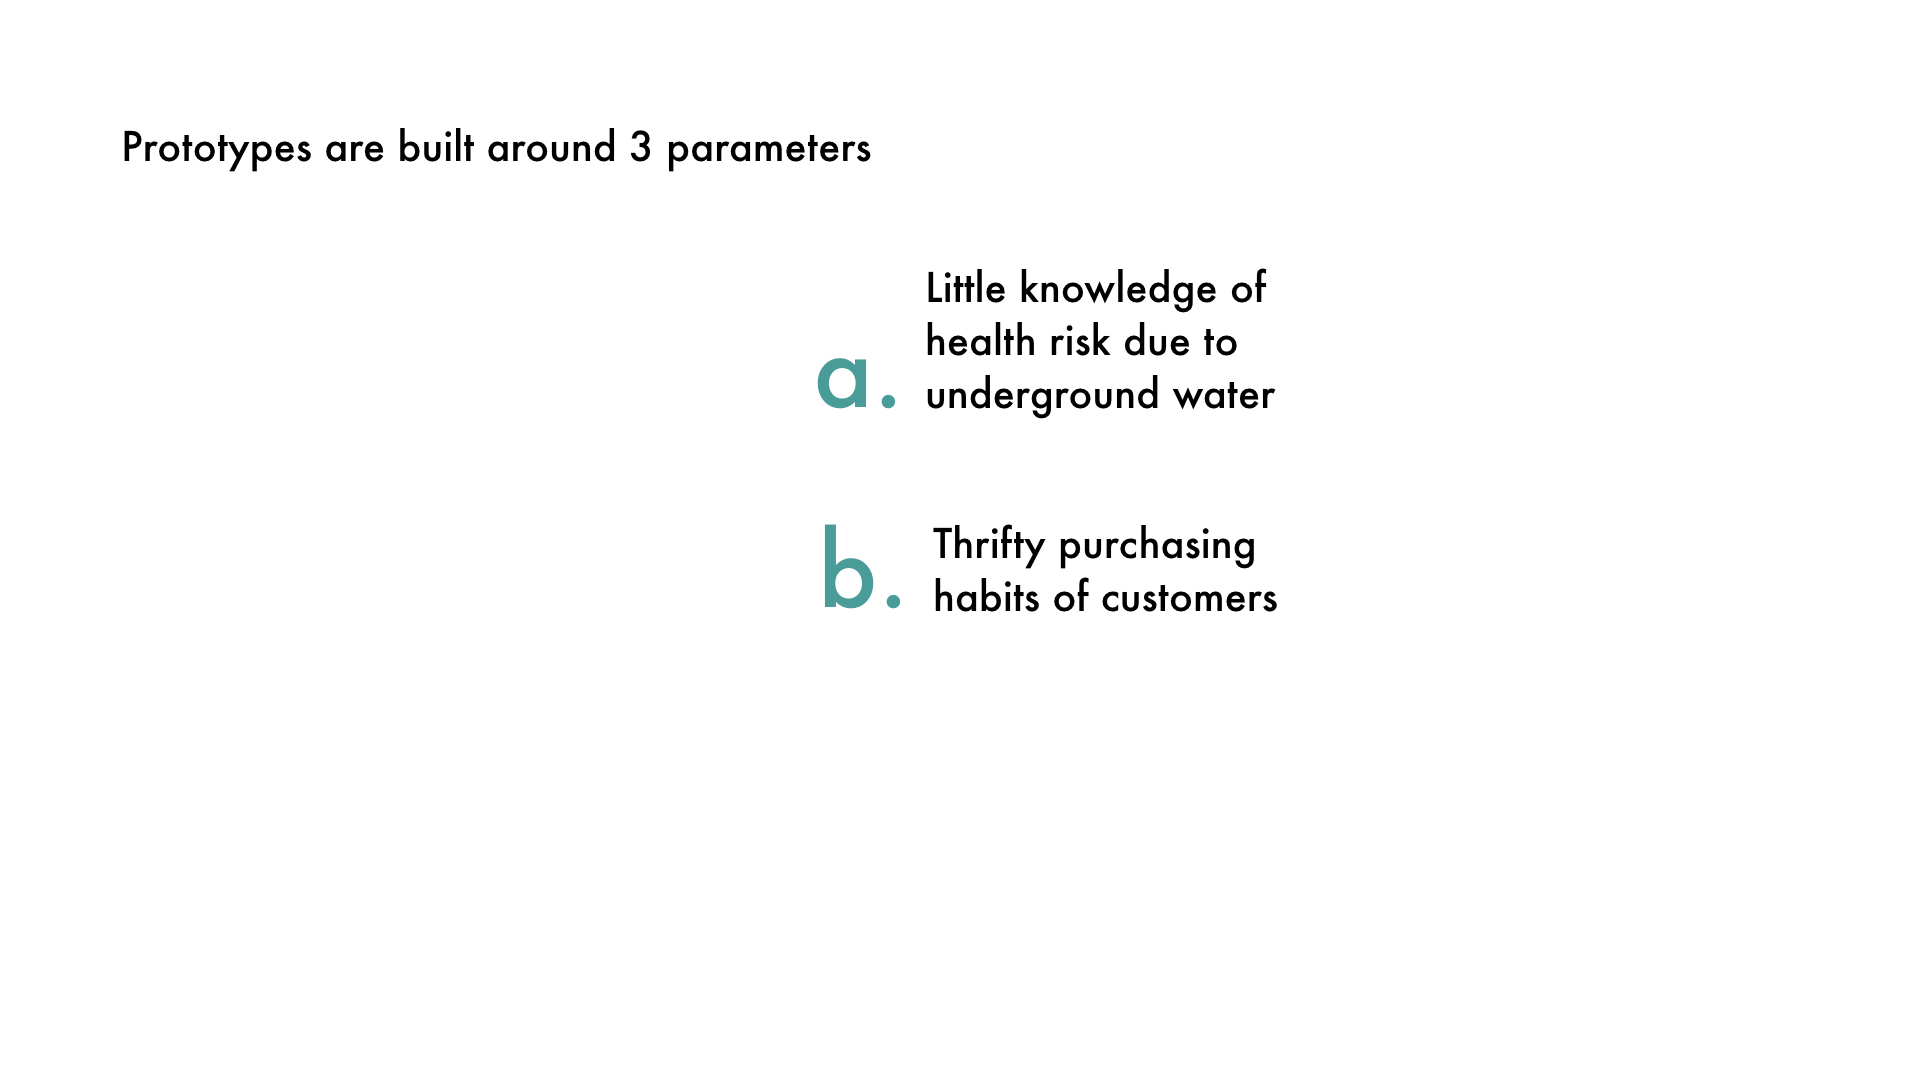 Prototypes are built around 3 parameters
Little knowledge of
health risk due to
a. underground water
Thrifty purchasing
b. habits of customers